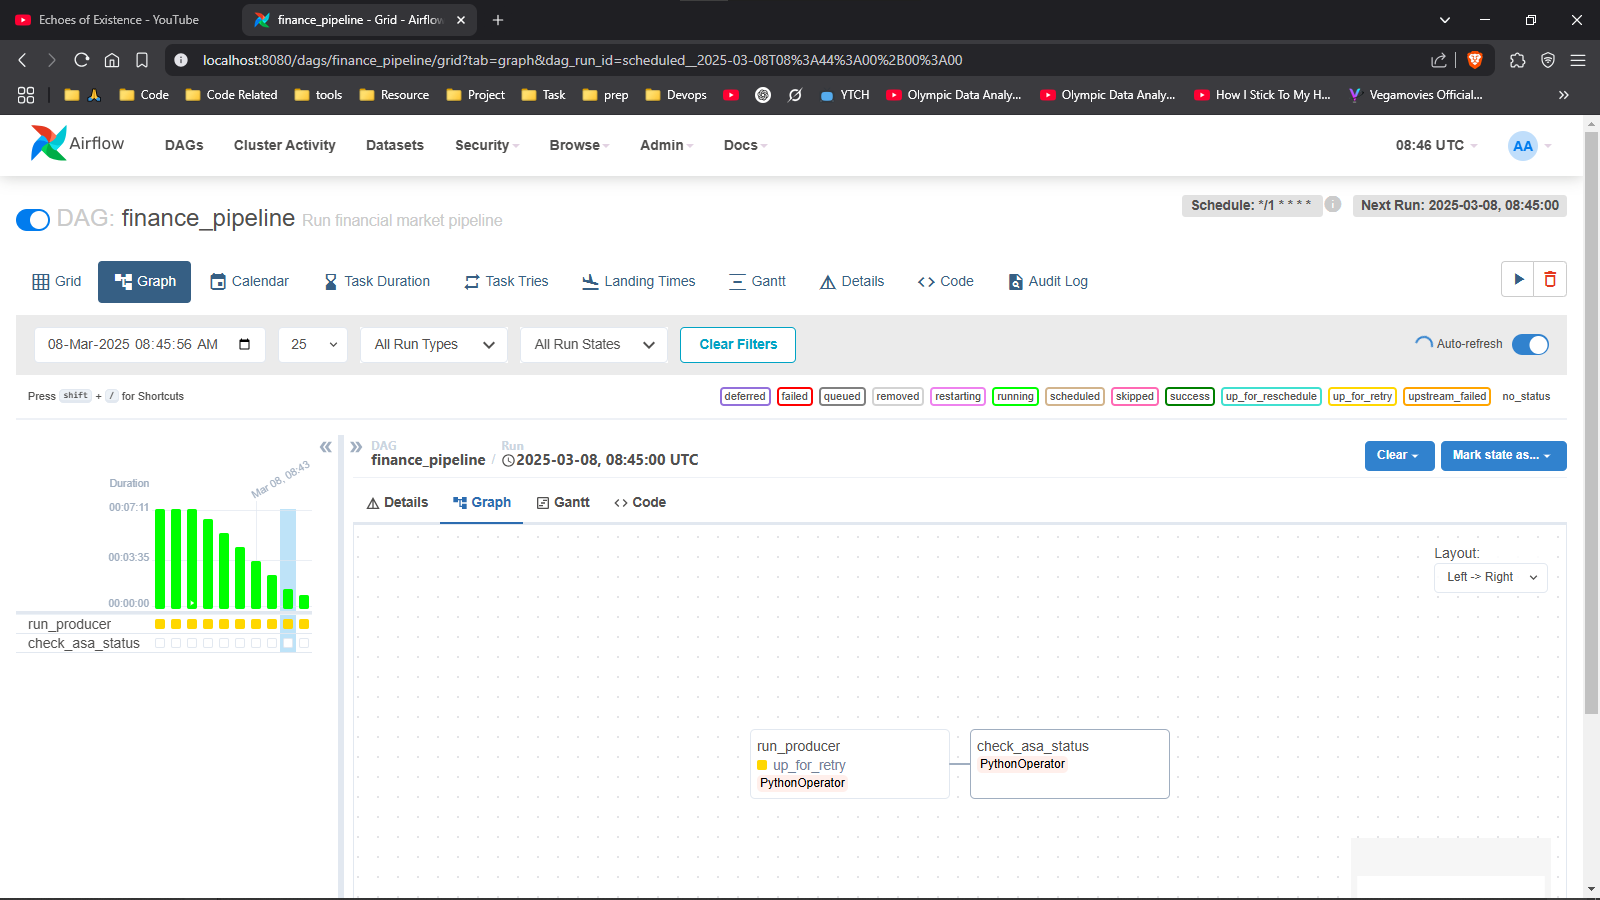 Echoes of Existence - YouTube
finance_pipeline - Grid - Airflow
localhost:8080/dags/finance_pipeline/grid?tab=graph&dag_run_id=scheduled__2025-03-08T08%3A44%3A00%2B00%3A00
Code
Code Related
tools
Resource
Project
Task
prep
Devops
YTCH
Olympic Data Analy...
Olympic Data Analy...
How I Stick To My H...
Vegamovies Official...
Airflow
DAGs
Cluster Activity
Datasets
Security
Browse
Admin
Docs
08:46 UTC
AA
DAG: finance_pipeline Run financial market pipeline
Schedule: */1 * * * *
Next Run: 2025-03-08, 08:45:00
Grid
Graph
Calendar
Task Duration
Task Tries
Landing Times
Gantt
Details
Code
Audit Log
08-Mar-2025 08:45:56 AM
25
All Run Types
All Run States
Clear Filters
Auto-refresh
Press shift + / for Shortcuts
deferred
failed
queued
removed
restarting
running
scheduled
skipped
success
up_for_reschedule
up_for_retry
upstream_failed
no_status
DAG
finance_pipeline
/
Run
2025-03-08, 08:45:00 UTC
Clear
Mark state as...
Details
Graph
Gantt
Code
Mar 08, 08:43
Duration
00:07:11
00:03:35
00:00:00
run_producer
check_asa_status
Layout:
Left -> Right
run_producer
up_for_retry
PythonOperator
check_asa_status
PythonOperator